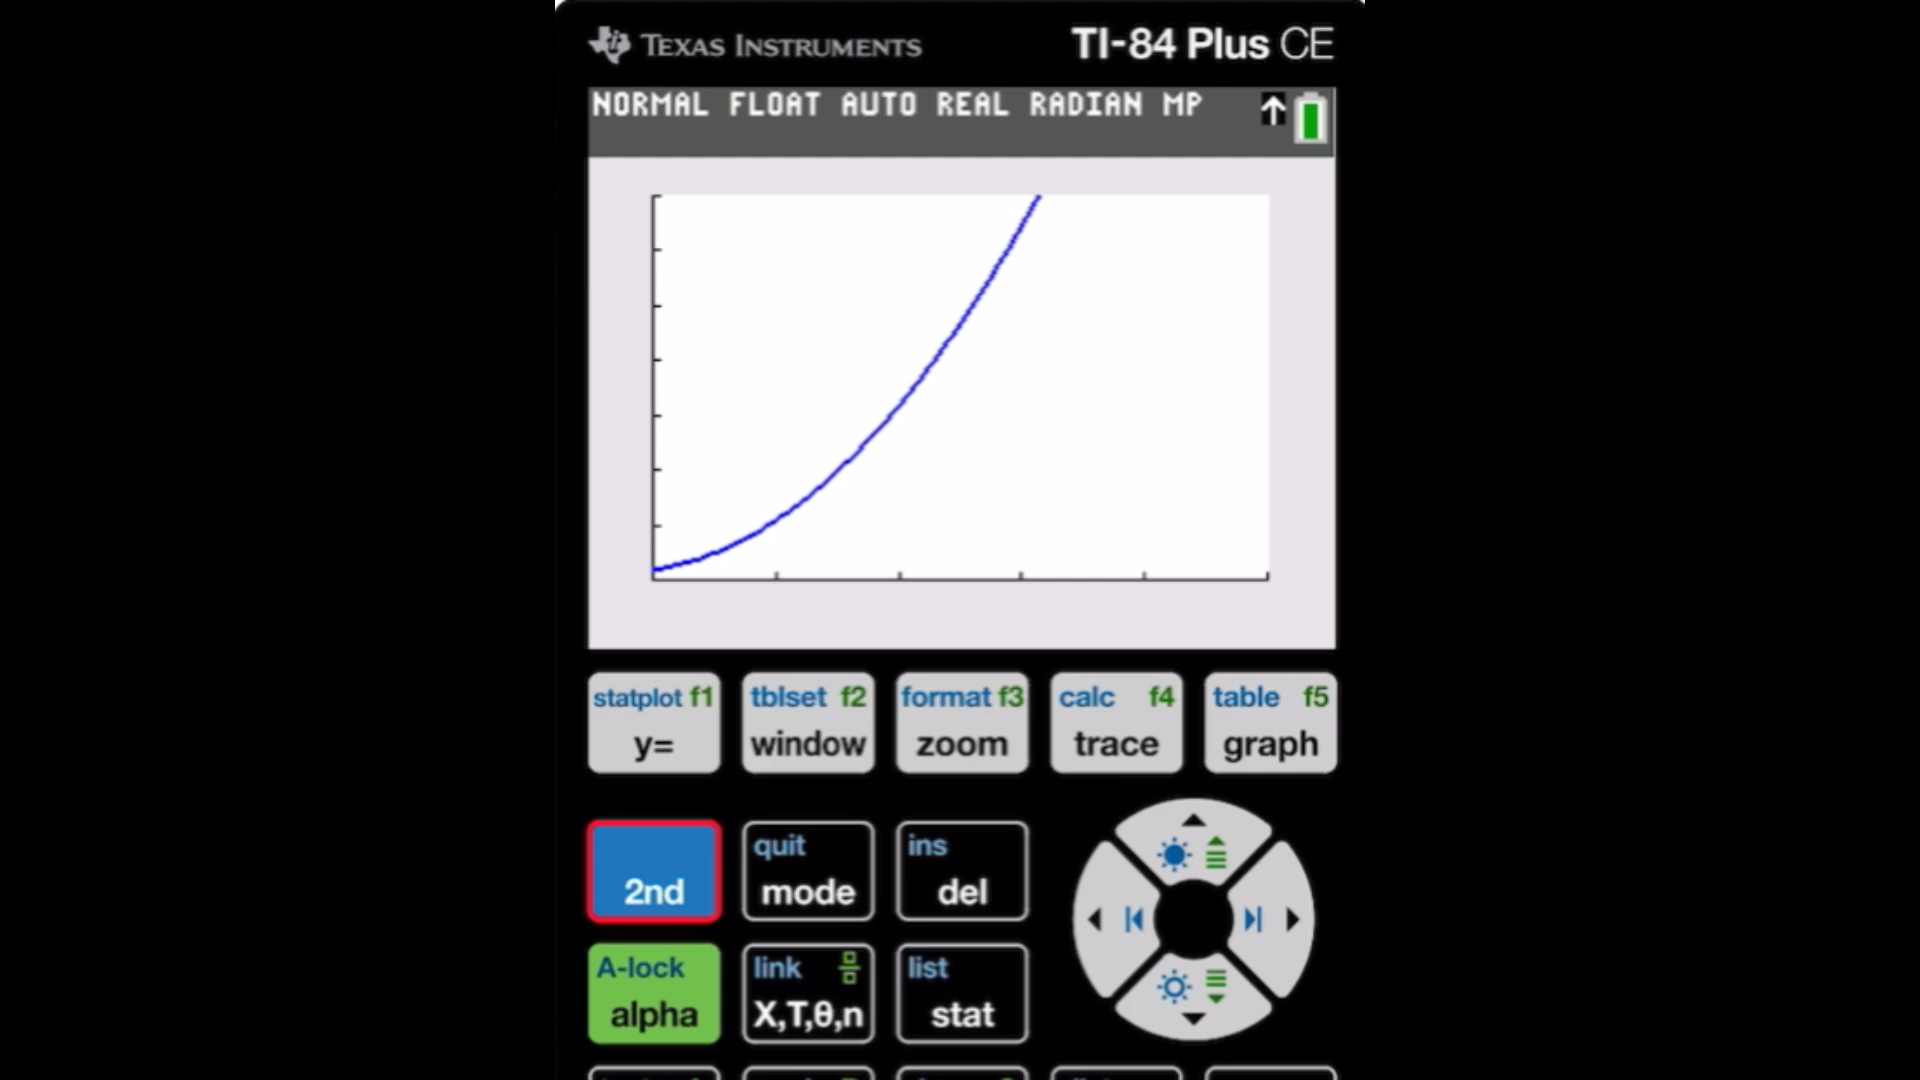 TEXAS INSTRUMENTS TI-84 Plus CE
NORMAL FLOAT AUTO REAL RADIAN MP
statplot f1 tblset f2 format f3 calc f4 table f5
y= window zoom trace graph
quit ins
2nd mode del
A-lock link list
alpha X,T,θ,n stat